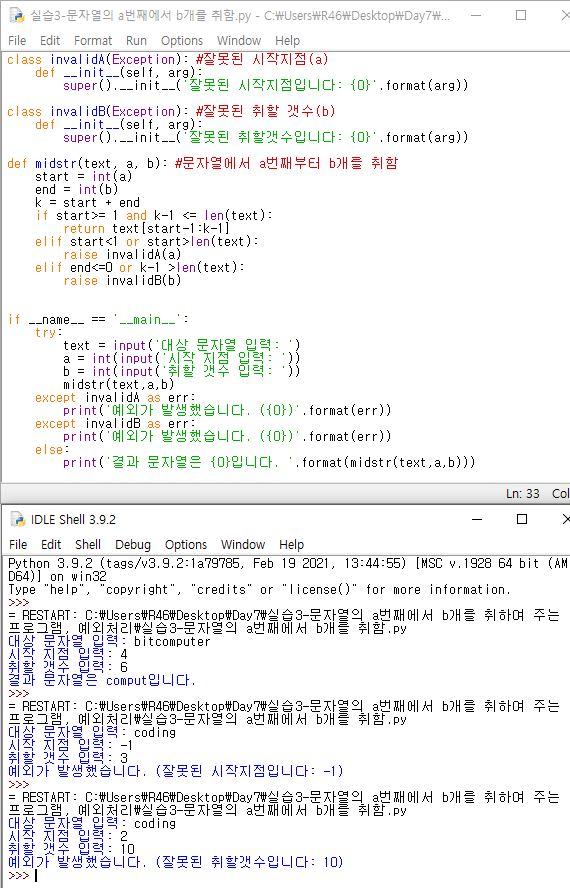 실습3-문자열의 a번째에서 b개를 취함.py - C:₩Users₩R46₩Desktop₩Day7₩
File Edit Format Run Options Window Help
class invalidA(Exception): #잘못된 시작지점(a)
    def __init__(self, arg):
        super().__init__('잘못된 시작지점입니다: {0}'.format(arg))

class invalidB(Exception): #잘못된 취할 갯수(b)
    def __init__(self, arg):
        super().__init__('잘못된 취할갯수입니다: {0}'.format(arg))

def midstr(text, a, b): #문자열에서 a번째부터 b개를 취함
    start = int(a)
    end = int(b)
    k = start + end
    if start>= 1 and k-1 <= len(text):
        return text[start-1:k-1]
    elif start<1 or start>len(text):
        raise invalidA(a)
    elif end<=0 or k-1 >len(text):
        raise invalidB(b)


if __name__ == '__main__':
    try:
        text = input('대상 문자열 입력: ')
        a = int(input('시작 지점 입력: '))
        b = int(input('취할 갯수 입력: '))
        midstr(text,a,b)
    except invalidA as err:
        print('예외가 발생했습니다. ({0})'.format(err))
    except invalidB as err:
        print('예외가 발생했습니다. ({0})'.format(err))
    else:
        print('결과 문자열은 {0}입니다. '.format(midstr(text,a,b)))
Ln: 33 Col
IDLE Shell 3.9.2
File Edit Shell Debug Options Window Help
Python 3.9.2 (tags/v3.9.2:1a79785, Feb 19 2021, 13:44:55) [MSC v.1928 64 bit (AM
D64)] on win32
Type "help", "copyright", "credits" or "license()" for more information.
>>>
= RESTART: C:₩Users₩R46₩Desktop₩Day7₩실습3-문자열의 a번째에서 b개를 취하여 주는
프로그램, 예외처리₩실습3-문자열의 a번째에서 b개를 취함.py
대상 문자열 입력: bitcomputer
시작 지점 입력: 4
취할 갯수 입력: 6
결과 문자열은 comput입니다.
>>>
= RESTART: C:₩Users₩R46₩Desktop₩Day7₩실습3-문자열의 a번째에서 b개를 취하여 주는
프로그램, 예외처리₩실습3-문자열의 a번째에서 b개를 취함.py
대상 문자열 입력: coding
시작 지점 입력: -1
취할 갯수 입력: 3
예외가 발생했습니다. (잘못된 시작지점입니다: -1)
>>>
= RESTART: C:₩Users₩R46₩Desktop₩Day7₩실습3-문자열의 a번째에서 b개를 취하여 주는
프로그램, 예외처리₩실습3-문자열의 a번째에서 b개를 취함.py
대상 문자열 입력: coding
시작 지점 입력: 2
취할 갯수 입력: 10
예외가 발생했습니다. (잘못된 취할갯수입니다: 10)
>>>